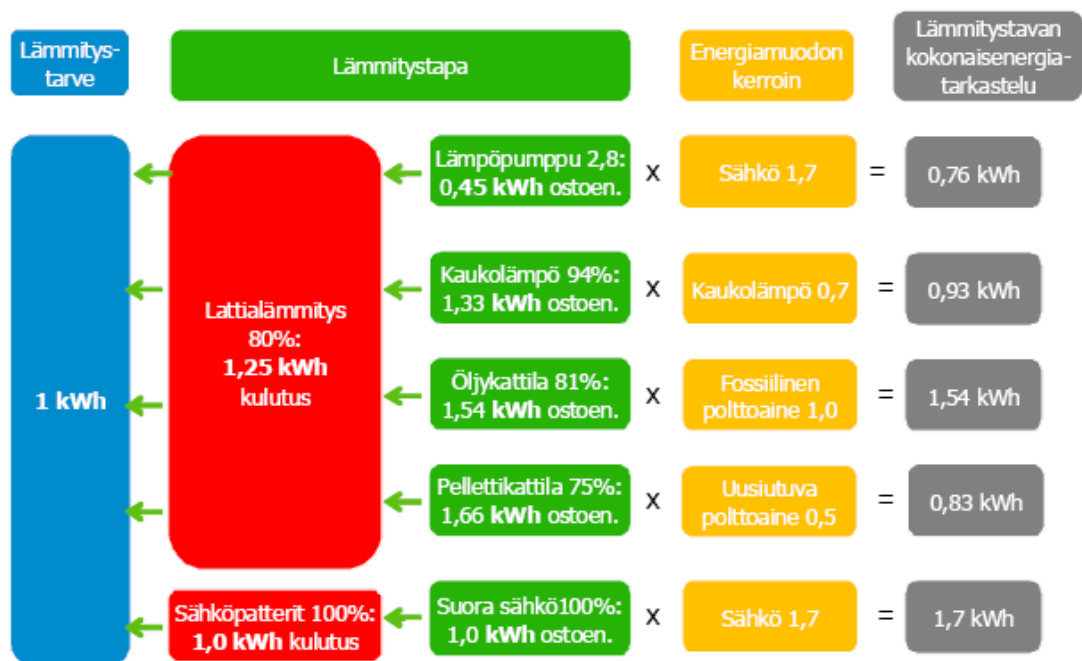 Lämmitys-
tarve
Lämmitystapa
Energiamuodon
kerroin
Lämmitystavan
kokonaisenergia-
tarkastelu
1 kWh
Lattialämmitys
80%:
1,25 kWh
kulutus
Lämpöpumppu 2,8:
0,45 kWh ostoen.
x
Sähkö 1,7
=
0,76 kWh
Kaukolämpö 94%:
1,33 kWh ostoen.
x
Kaukolämpö 0,7
=
0,93 kWh
Öljykattila 81%:
1,54 kWh ostoen.
x
Fossiilinen
polttoaine 1,0
=
1,54 kWh
Pellettikattila 75%:
1,66 kWh ostoen.
x
Uusiutuva
polttoaine 0,5
=
0,83 kWh
Sähköpatterit 100%:
1,0 kWh kulutus
Suora sähkö100%:
1,0 kWh ostoen.
x
Sähkö 1,7
=
1,7 kWh